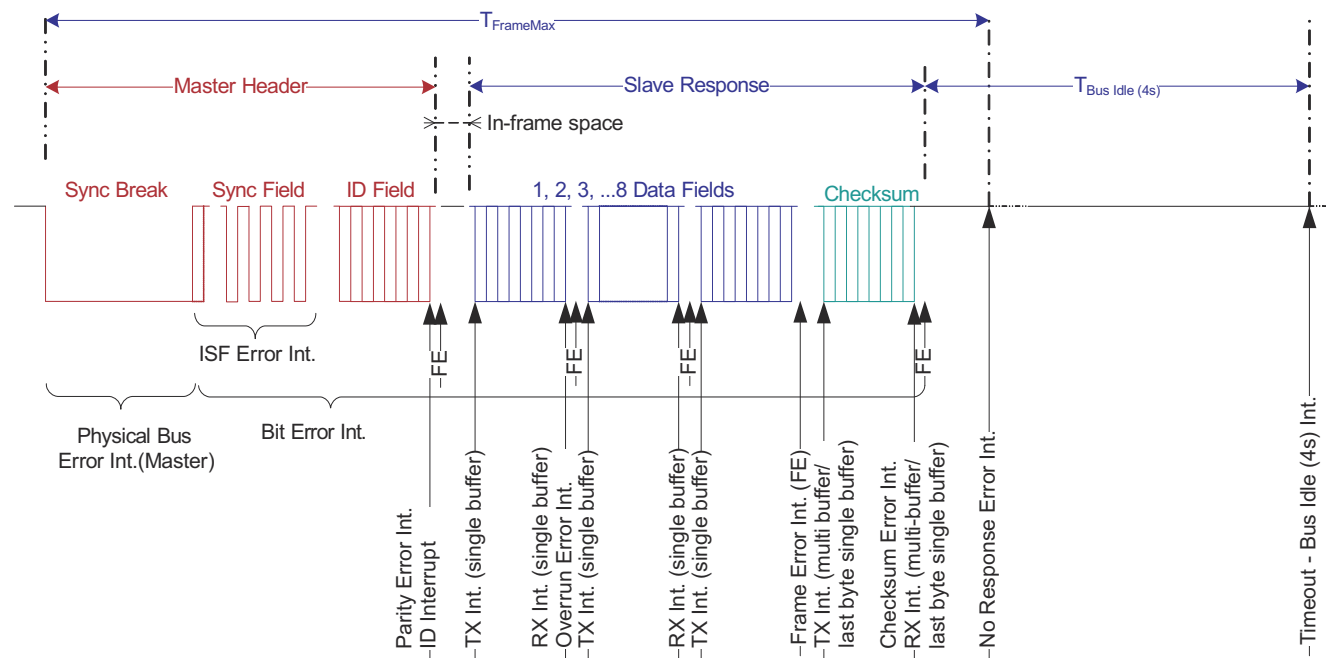 TFrameMax
Master Header
Slave Response
TBus Idle (4s)
In-frame space
Sync Break
Sync Field
ID Field
1, 2, 3, ...8 Data Fields
Checksum
ISF Error Int.
FE
FE
FE
FE
Physical Bus
Error Int.(Master)
Bit Error Int.
Parity Error Int.
ID Interrupt
TX Int. (single buffer)
RX Int. (single buffer)
Overrun Error Int.
TX Int. (single buffer)
RX Int. (single buffer)
TX Int. (single buffer)
Frame Error Int. (FE)
TX Int. (multi buffer/
last byte single buffer)
Checksum Error Int.
RX Int. (multi-buffer/
last byte single buffer)
No Response Error Int.
Timeout - Bus Idle (4s) Int.